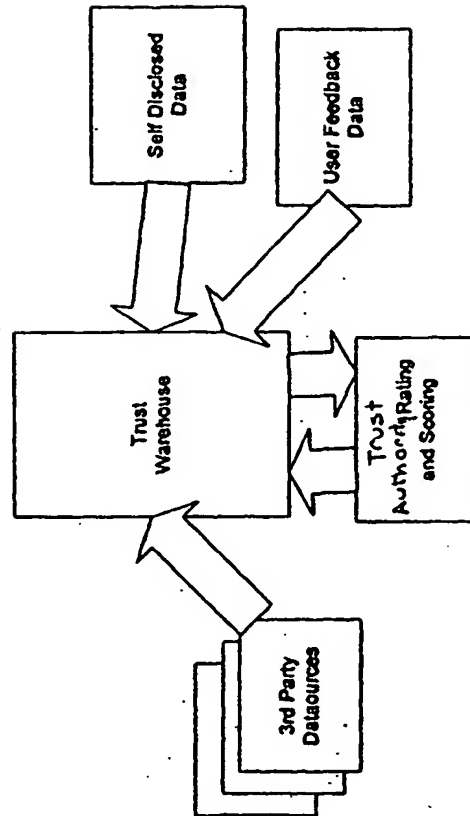 Self Disclosed
Data
User Feedback
Data
Trust
Warehouse
Trust
Authority Rating
and Scoring
3rd Party
Datasources